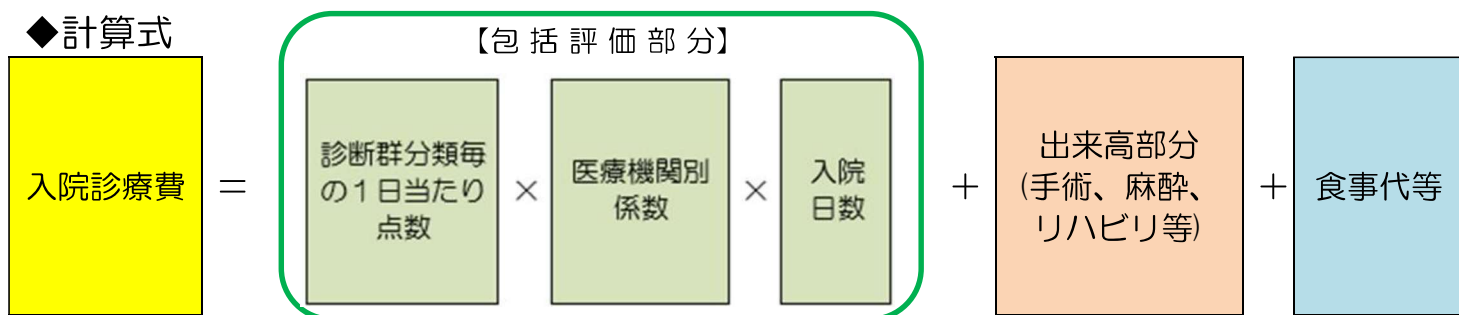 ◆計算式
【包 括 評 価 部 分】
入院診療費
＝
診断群分類毎
の１日当たり
点数
×
医療機関別
係数
×
入院
日数
＋
出来高部分
(手術、麻酔、
リハビリ等)
＋
食事代等